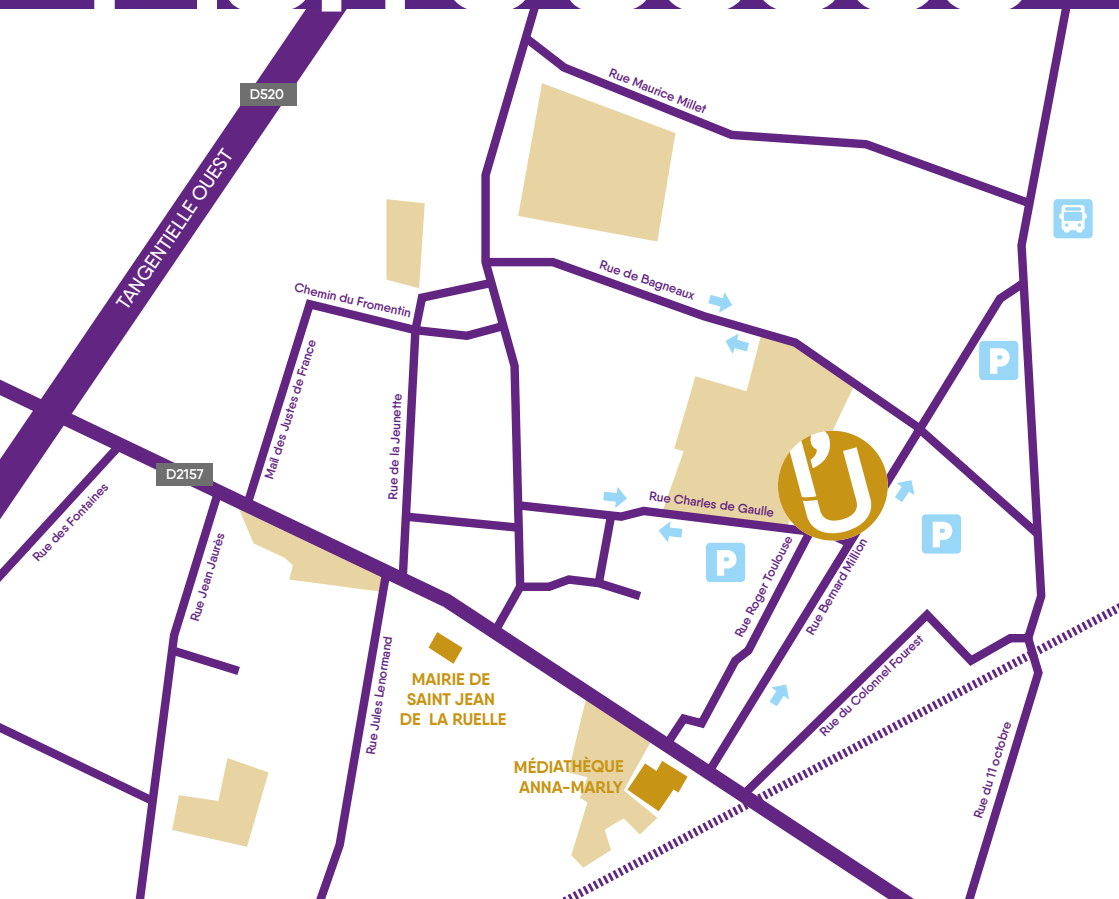 Rue Maurice Millet
D520
TANGENTIELLE OUEST
Rue de Bagneaux
Chemin du Fromentin
Mail des Justes de France
P
Rue de la Jeunette
D2157
Rue Charles de Gaulle
Rue des Fontaines
P
P
Rue Jean Jaurès
Rue Roger Toulouse
Rue Bernard Million
Rue Jules Lenormand
Rue du Colonnel Fourest
MAIRIE DE
SAINT JEAN
DE LA RUELLE
Rue du 11 octobre
MÉDIATHÈQUE
ANNA-MARLY